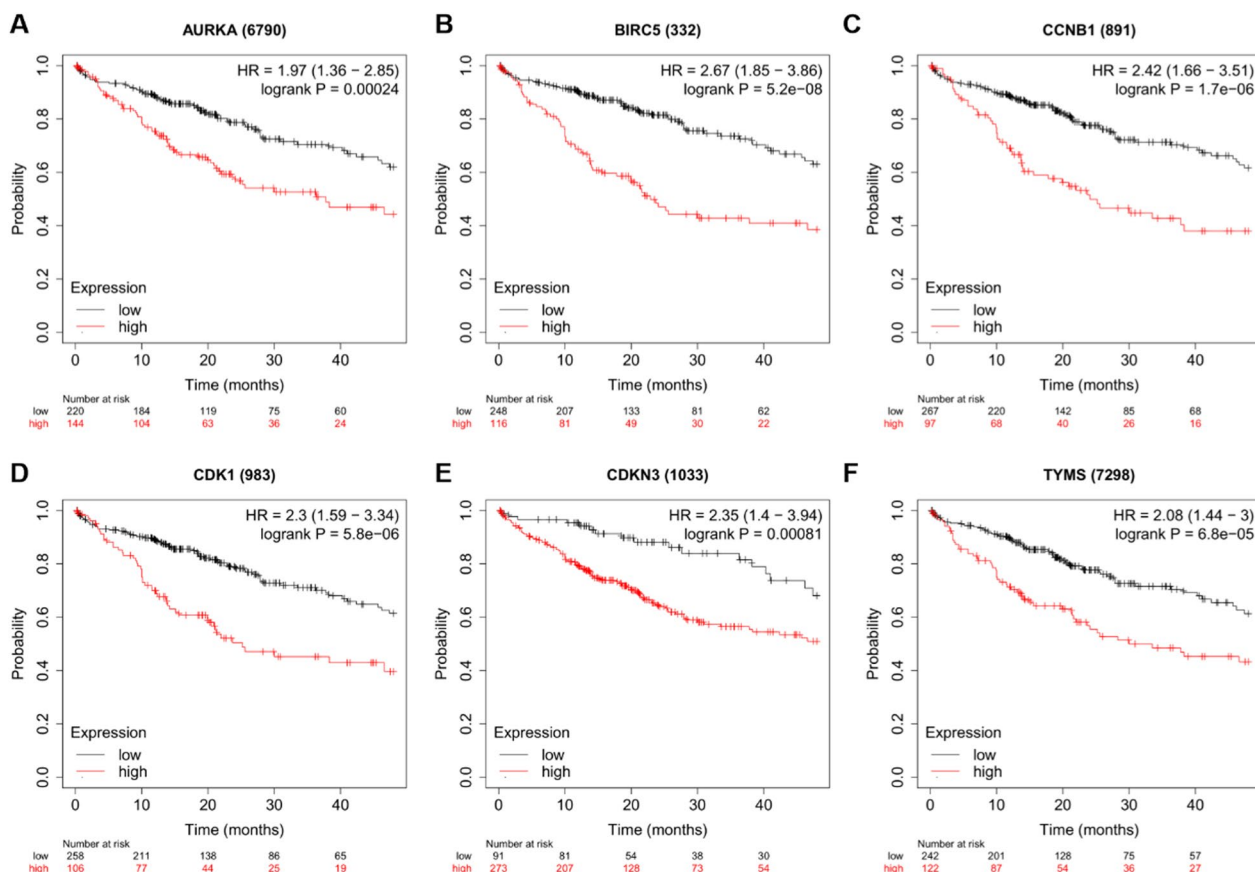 A
AURKA (6790)
HR = 1.97 (1.36 − 2.85)
logrank P = 0.00024
Probability
1.0
0.8
0.6
0.4
0.2
0.0
Expression
low
high
0 10 20 30 40
Time (months)
Number at risk
low 220 184 119 75 60
high 144 104 63 36 24
B
BIRC5 (332)
HR = 2.67 (1.85 − 3.86)
logrank P = 5.2e−08
Probability
1.0
0.8
0.6
0.4
0.2
0.0
Expression
low
high
0 10 20 30 40
Time (months)
Number at risk
low 248 207 133 81 62
high 116 81 49 30 22
C
CCNB1 (891)
HR = 2.42 (1.66 − 3.51)
logrank P = 1.7e−06
Probability
1.0
0.8
0.6
0.4
0.2
0.0
Expression
low
high
0 10 20 30 40
Time (months)
Number at risk
low 267 220 142 85 68
high 97 68 40 26 16
D
CDK1 (983)
HR = 2.3 (1.59 − 3.34)
logrank P = 5.8e−06
Probability
1.0
0.8
0.6
0.4
0.2
0.0
Expression
low
high
0 10 20 30 40
Time (months)
Number at risk
low 258 211 138 86 65
high 106 77 44 25 19
E
CDKN3 (1033)
HR = 2.35 (1.4 − 3.94)
logrank P = 0.00081
Probability
1.0
0.8
0.6
0.4
0.2
0.0
Expression
low
high
0 10 20 30 40
Time (months)
Number at risk
low 91 81 54 38 30
high 273 207 128 73 54
F
TYMS (7298)
HR = 2.08 (1.44 − 3)
logrank P = 6.8e−05
Probability
1.0
0.8
0.6
0.4
0.2
0.0
Expression
low
high
0 10 20 30 40
Time (months)
Number at risk
low 242 201 128 75 57
high 122 87 54 36 27